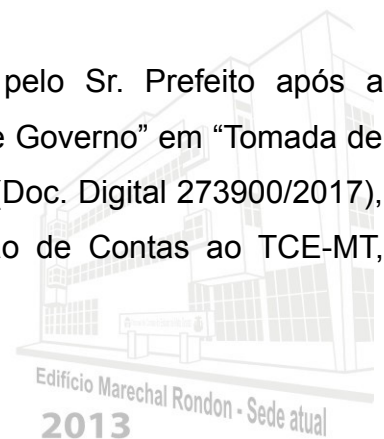 pelo Sr. Prefeito após a
e Governo” em “Tomada de
(Doc. Digital 273900/2017),
o de Contas ao TCE-MT,
Edifício Marechal Rondon - Sede atual
2013